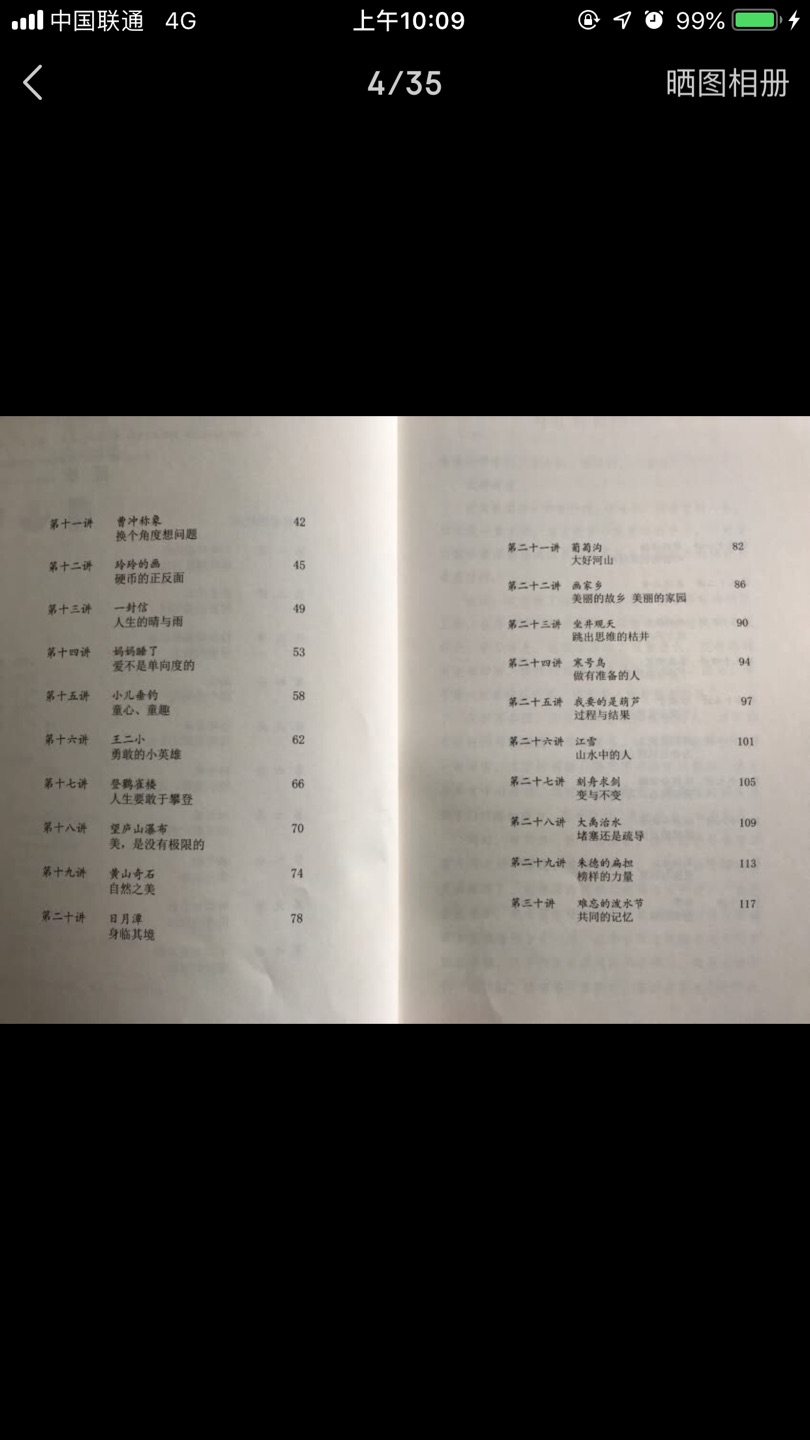 中国联通 4G 上午10:09 99%
4/35 晒图相册
第十一讲 曹冲称象 42
换个角度想问题
第十二讲 玲玲的画 45
硬币的正反面
第十三讲 一封信 49
人生的晴与雨
第十四讲 妈妈睡了 53
爱不是单向度的
第十五讲 小儿垂钓 58
童心、童趣
第十六讲 王二小 62
勇敢的小英雄
第十七讲 登鹳雀楼 66
人生要敢于攀登
第十八讲 望庐山瀑布 70
美，是没有极限的
第十九讲 黄山奇石 74
自然之美
第二十讲 日月潭 78
身临其境
第二十一讲 葡萄沟 82
大好河山
第二十二讲 画家乡 86
美丽的故乡 美丽的家园
第二十三讲 坐井观天 90
跳出思维的枯井
第二十四讲 寒号鸟 94
做有准备的人
第二十五讲 我要的是葫芦 97
过程与结果
第二十六讲 江雪 101
山水中的人
第二十七讲 刻舟求剑 105
变与不变
第二十八讲 大禹治水 109
堵塞还是疏导
第二十九讲 朱德的扁担 113
榜样的力量
第三十讲 难忘的泼水节 117
共同的记忆